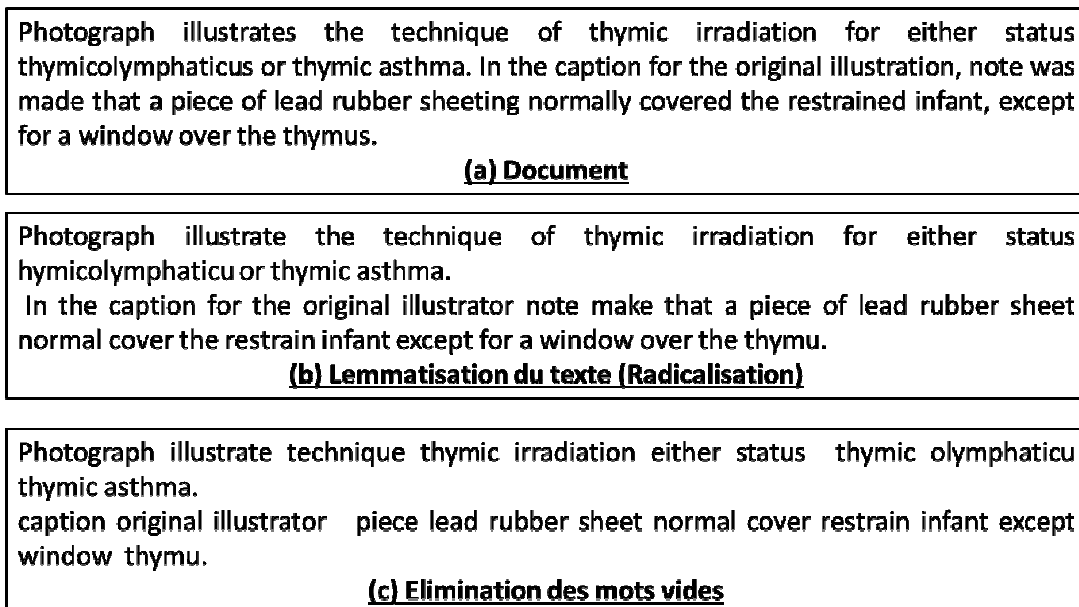 Photograph illustrates the technique of thymic irradiation for either status
thymicolymphaticus or thymic asthma. In the caption for the original illustration, note was
made that a piece of lead rubber sheeting normally covered the restrained infant, except
for a window over the thymus.
(a) Document
Photograph illustrate the technique of thymic irradiation for either status
hymicolymphaticu or thymic asthma.
In the caption for the original illustrator note make that a piece of lead rubber sheet
normal cover the restrain infant except for a window over the thymu.
(b) Lemmatisation du texte (Radicalisation)
Photograph illustrate technique thymic irradiation either status thymic olymphaticu
thymic asthma.
caption original illustrator piece lead rubber sheet normal cover restrain infant except
window thymu.
(c) Elimination des mots vides